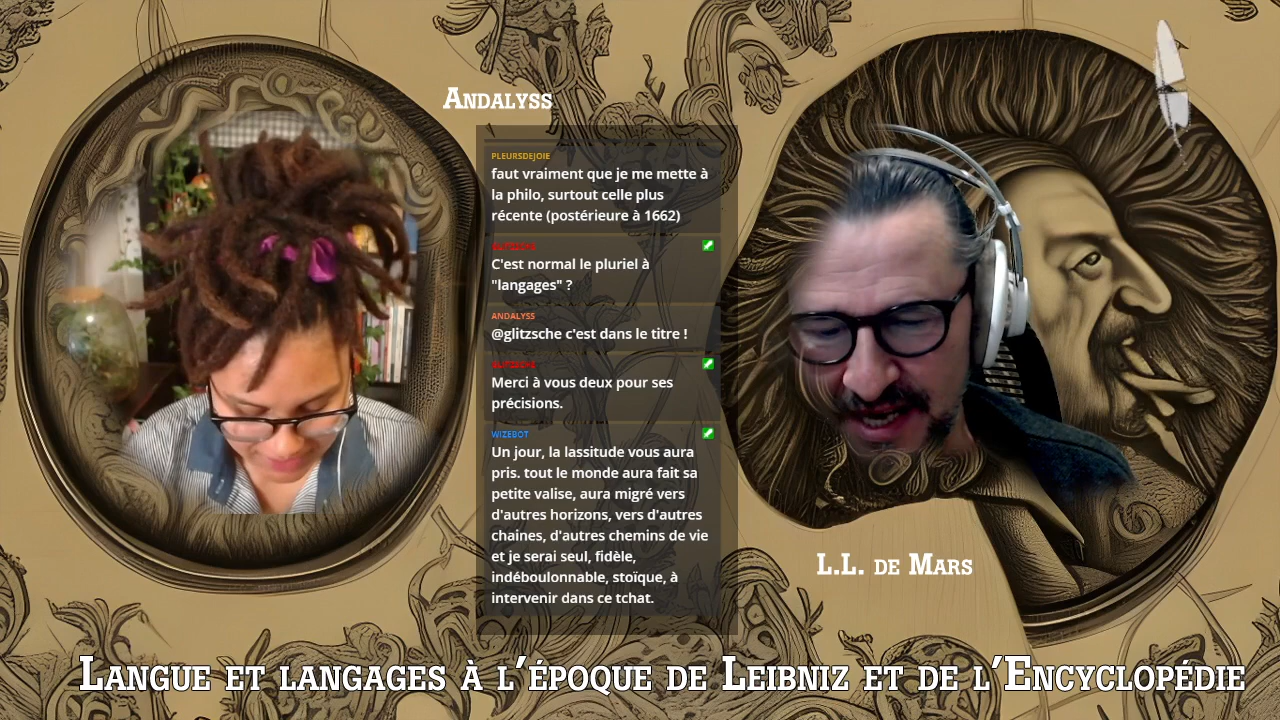 Andalyss
PLEURSDEJOIE
faut vraiment que je me mette à
la philo, surtout celle plus
récente (postérieure à 1662)
GLITZSCHE
C'est normal le pluriel à
"langages" ?
ANDALYSS
@glitzsche c'est dans le titre !
GLITZSCHE
Merci à vous deux pour ses
précisions.
WIZEBOT
Un jour, la lassitude vous aura
pris. tout le monde aura fait sa
petite valise, aura migré vers
d'autres horizons, vers d'autres
chaines, d'autres chemins de vie
et je serai seul, fidèle,
indéboulonnable, stoïque, à
intervenir dans ce tchat.
L.L. de Mars
Langue et langages à l'époque de Leibniz et de l'Encyclopédie